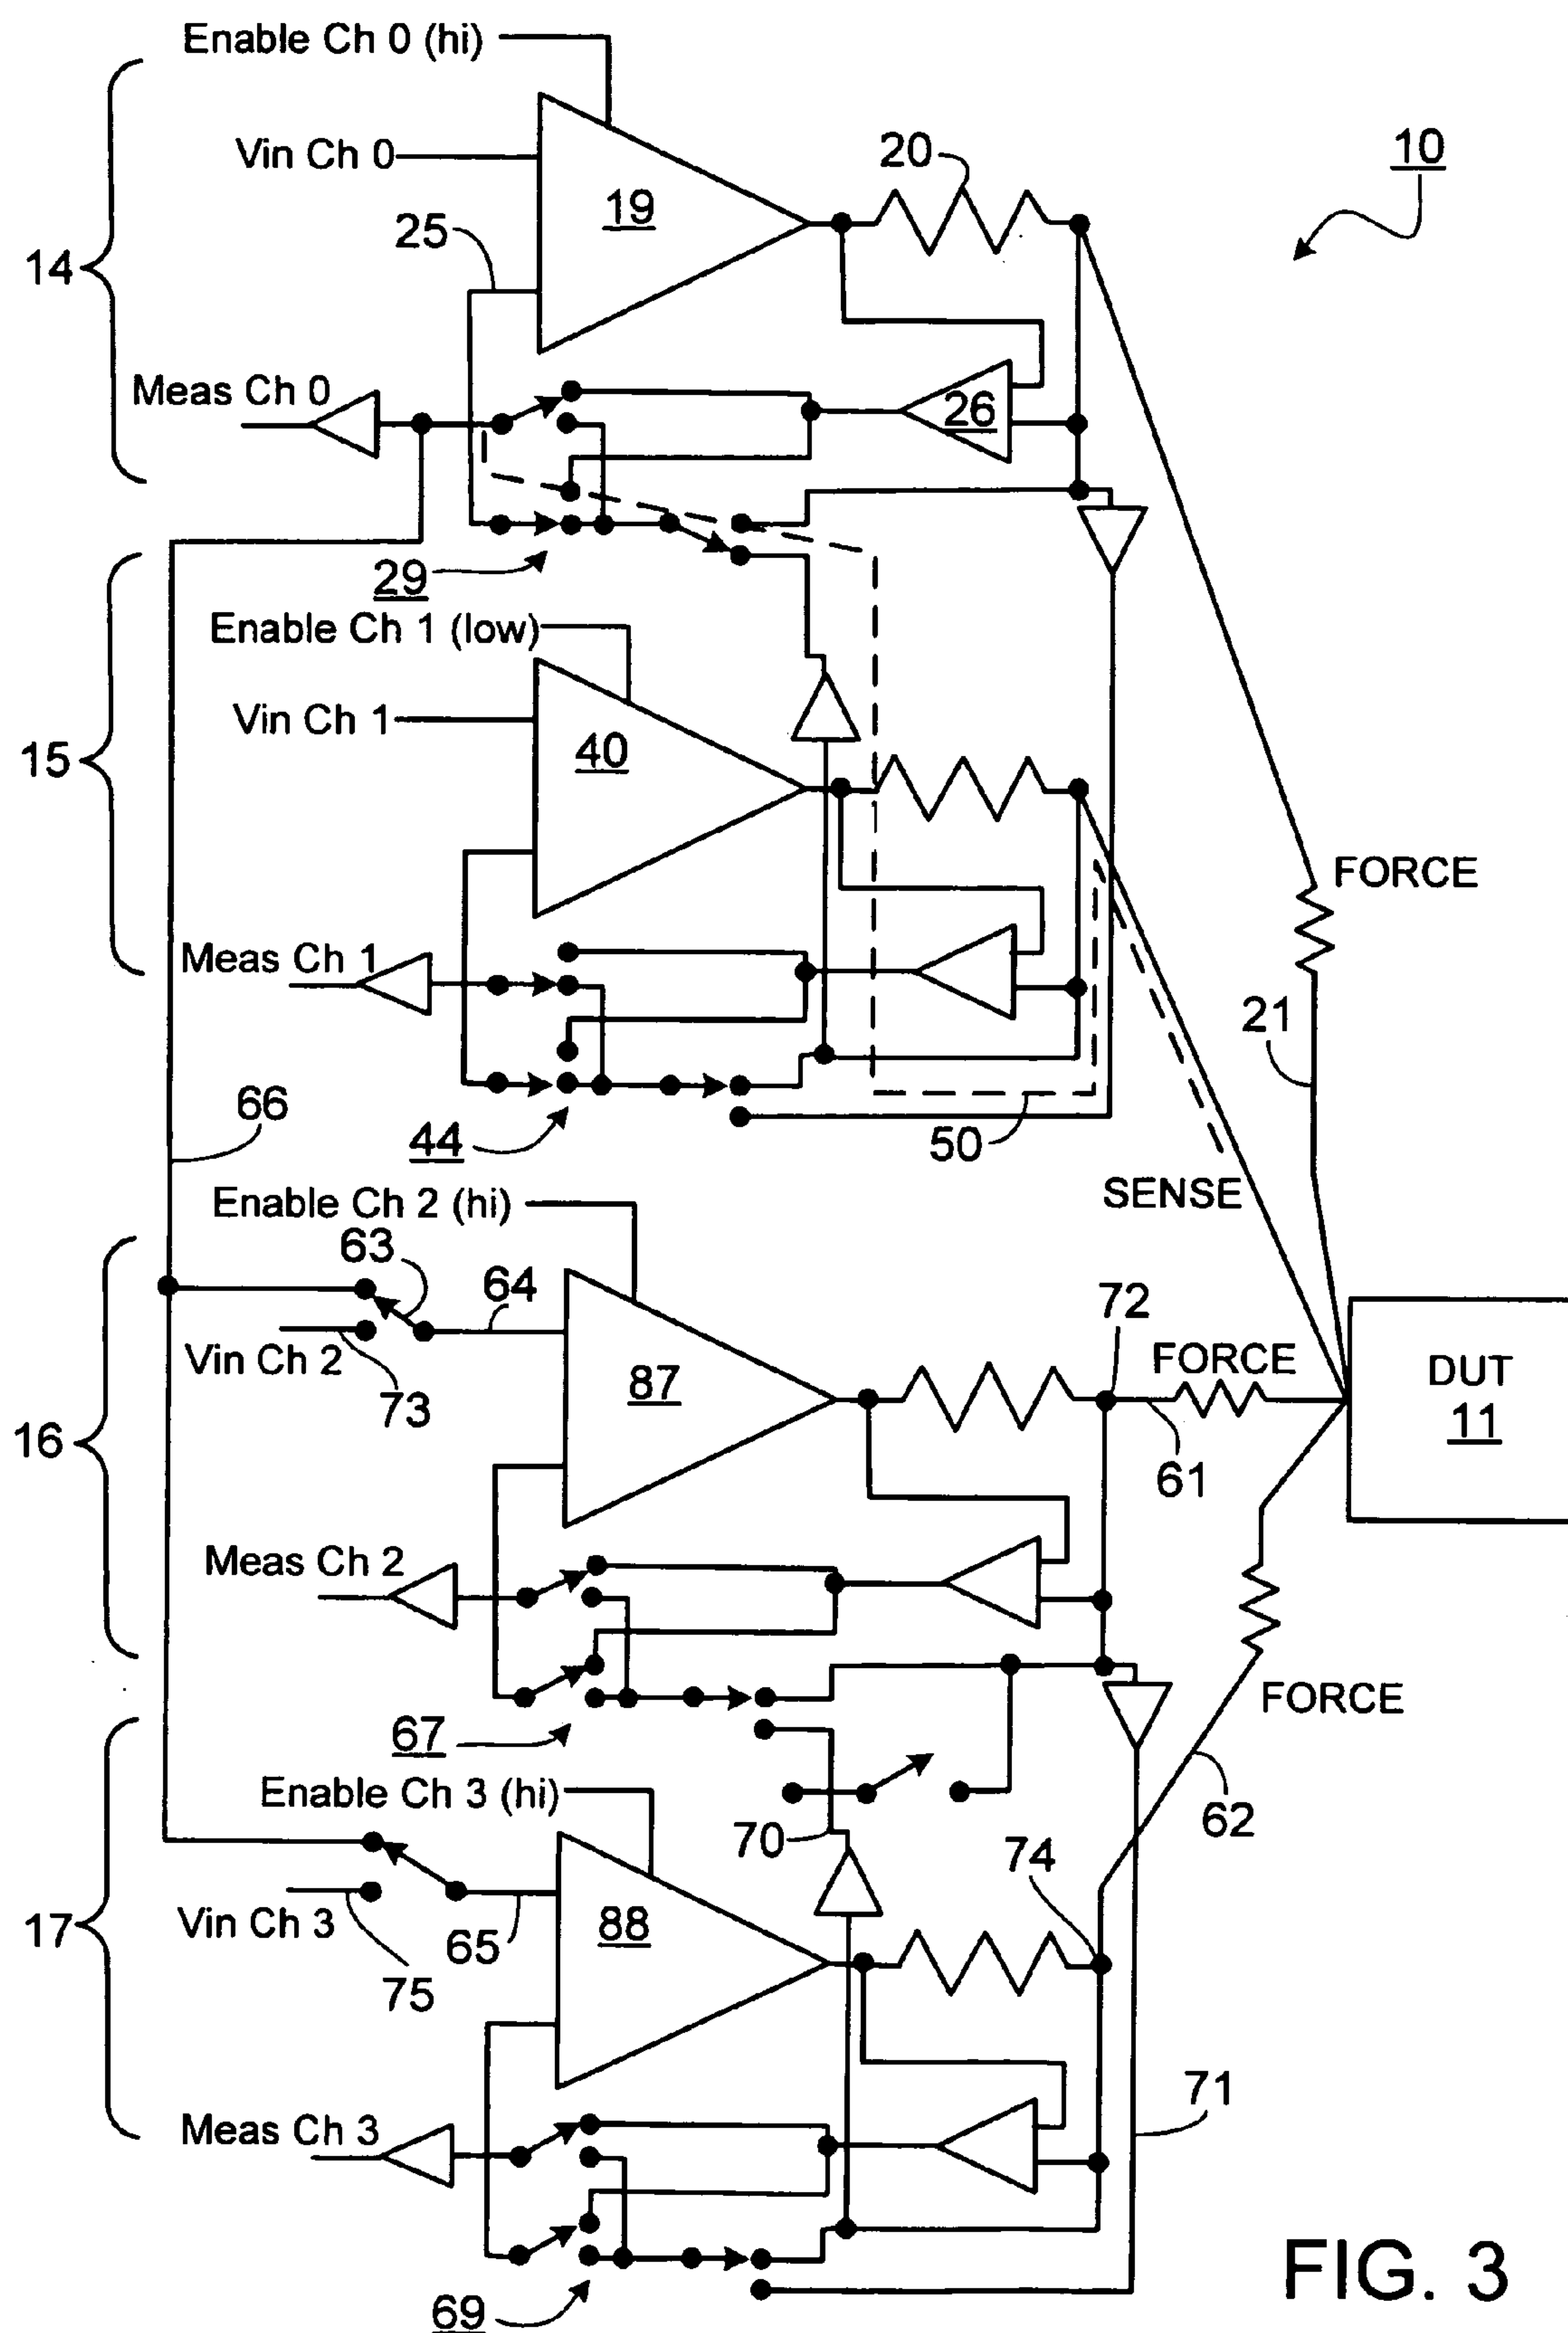 Enable Ch 0 (hi)
Vin Ch 0
19
20
10
25
14
Meas Ch 0
26
29
Enable Ch 1 (low)
Vin Ch 1
40
15
FORCE
Meas Ch 1
21
66
44
50
SENSE
Enable Ch 2 (hi)
63
64
72
Vin Ch 2
87
FORCE
DUT
11
73
16
61
Meas Ch 2
67
FORCE
Enable Ch 3 (hi)
70
62
74
17
Vin Ch 3
65
88
75
71
Meas Ch 3
69
FIG. 3